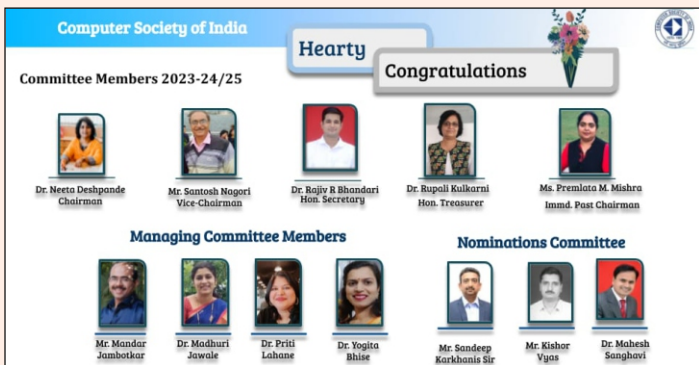 Computer Society of India
Hearty
Congratulations
Committee Members 2023-24/25
Dr. Neeta Deshpande
Chairman
Mr. Santosh Nagori
Vice-Chairman
Dr. Rajiv R Bhandari
Hon. Secretary
Dr. Rupali Kulkarni
Hon. Treasurer
Ms. Premlata M. Mishra
Immd. Past Chairman
Managing Committee Members
Nominations Committee
Mr. Mandar
Jambotkar
Dr. Madhuri
Jawale
Dr. Priti
Lahane
Dr. Yogita
Bhise
Mr. Sandeep
Karkhanis Sir
Mr. Kishor
Vyas
Dr. Mahesh
Sanghavi